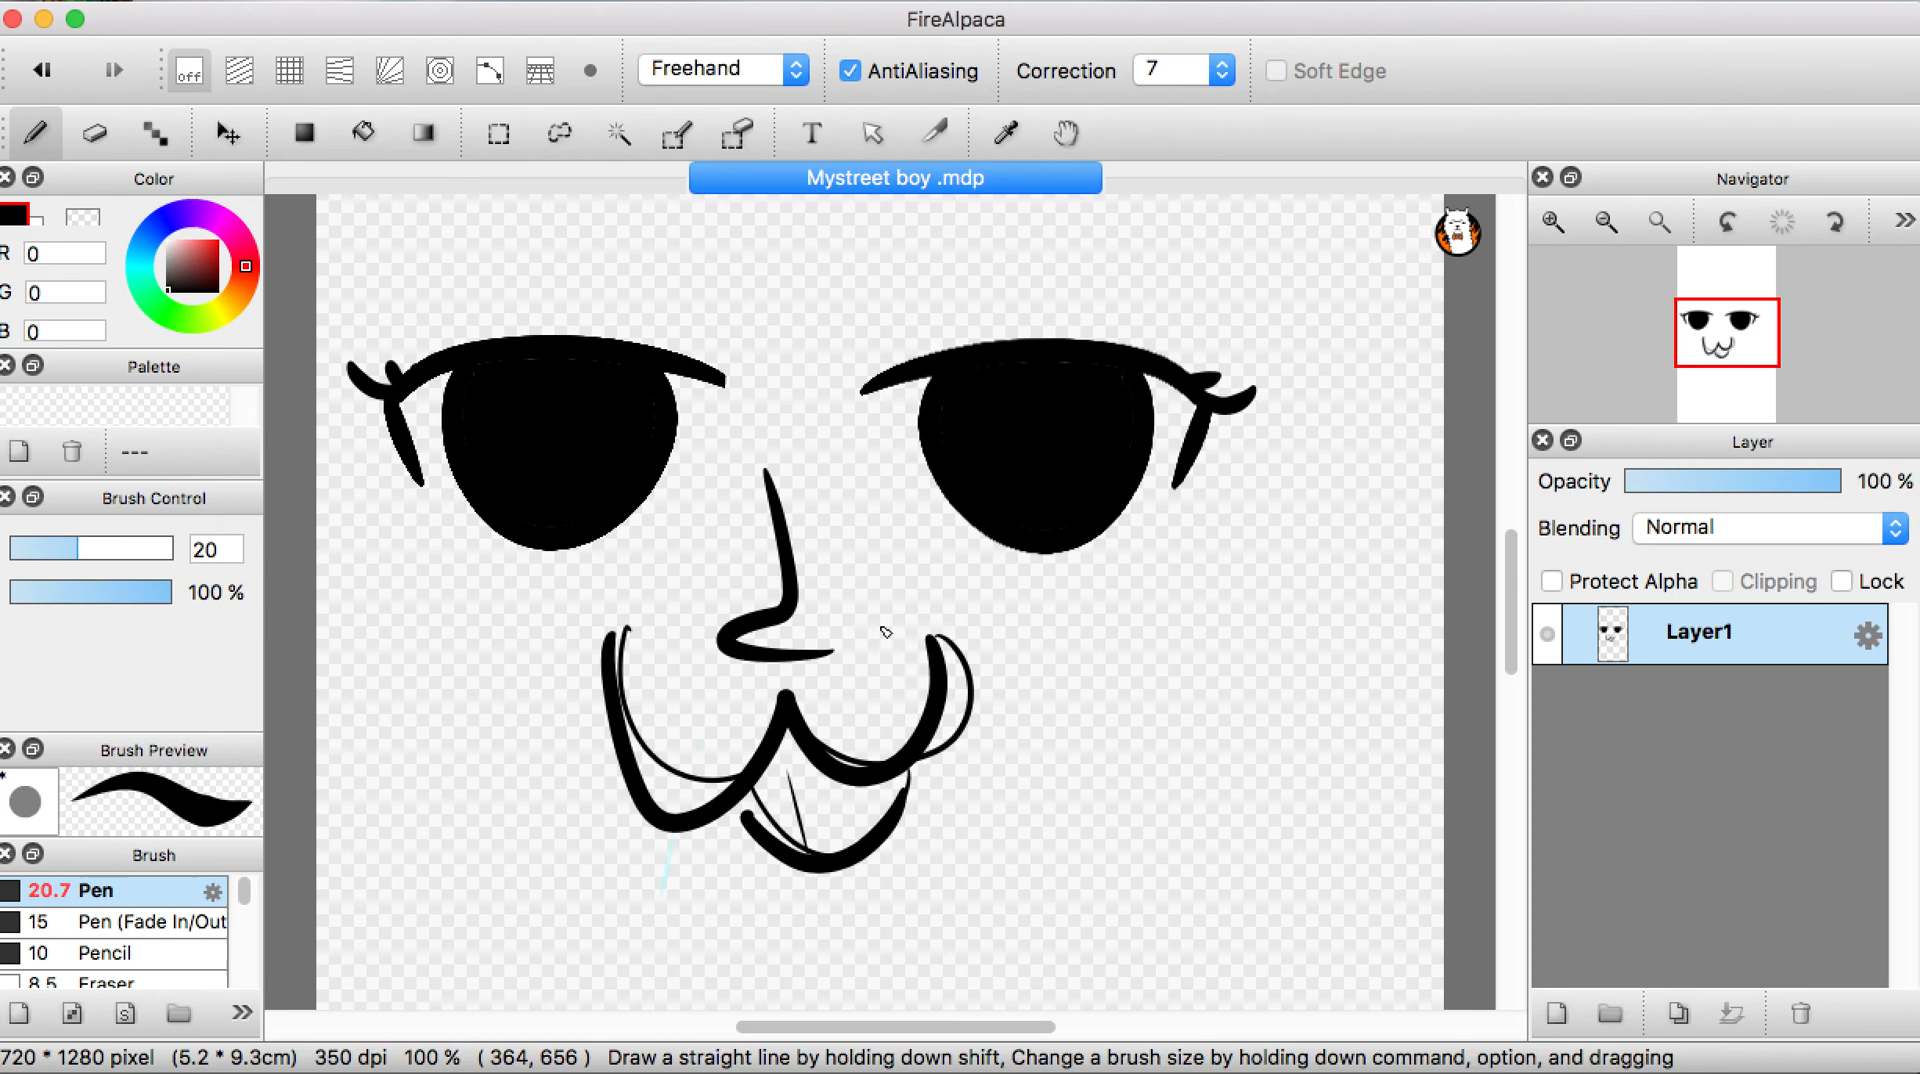 FireAlpaca
off
Freehand
AntiAliasing
Correction
7
Soft Edge
T
Mystreet boy .mdp
Color
R 0
G 0
B 0
Palette
---
Brush Control
20
100 %
Brush Preview
Brush
20.7 Pen
15 Pen (Fade In/Out
10 Pencil
8.5 Eraser
S
Navigator
Layer
Opacity 100 %
Blending Normal
Protect Alpha Clipping Lock
Layer1
720 * 1280 pixel (5.2 * 9.3cm) 350 dpi 100 % ( 364, 656 ) Draw a straight line by holding down shift, Change a brush size by holding down command, option, and dragging